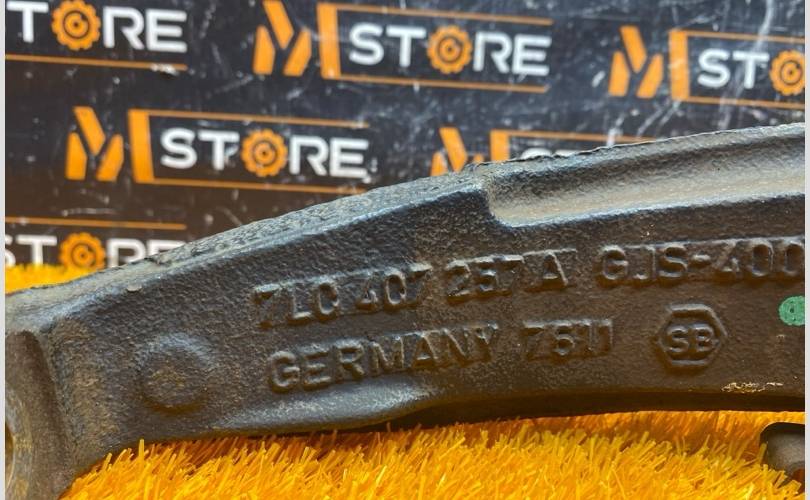 STORE
M STORE
M STORE
M STORE
STORE
7L0 407 257 A GJS-400
GERMANY 7511 SB